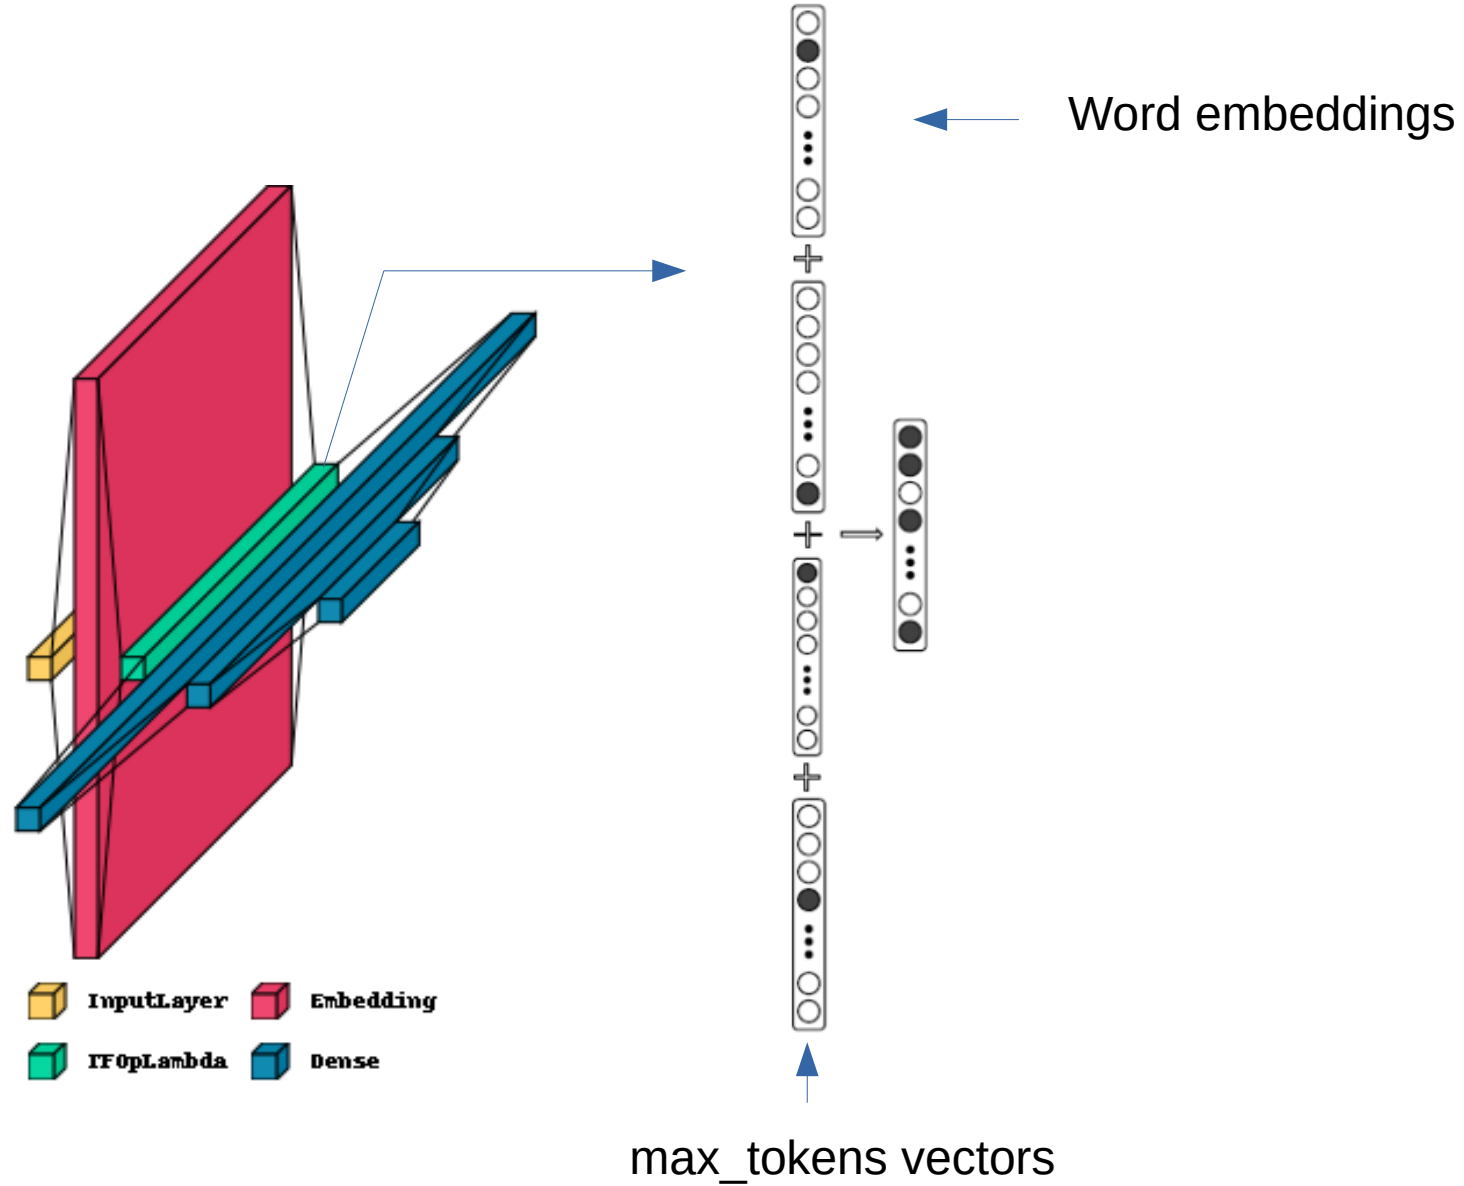 Word embeddings
InputLayer
Embedding
TFOpLambda
Dense
max_tokens vectors